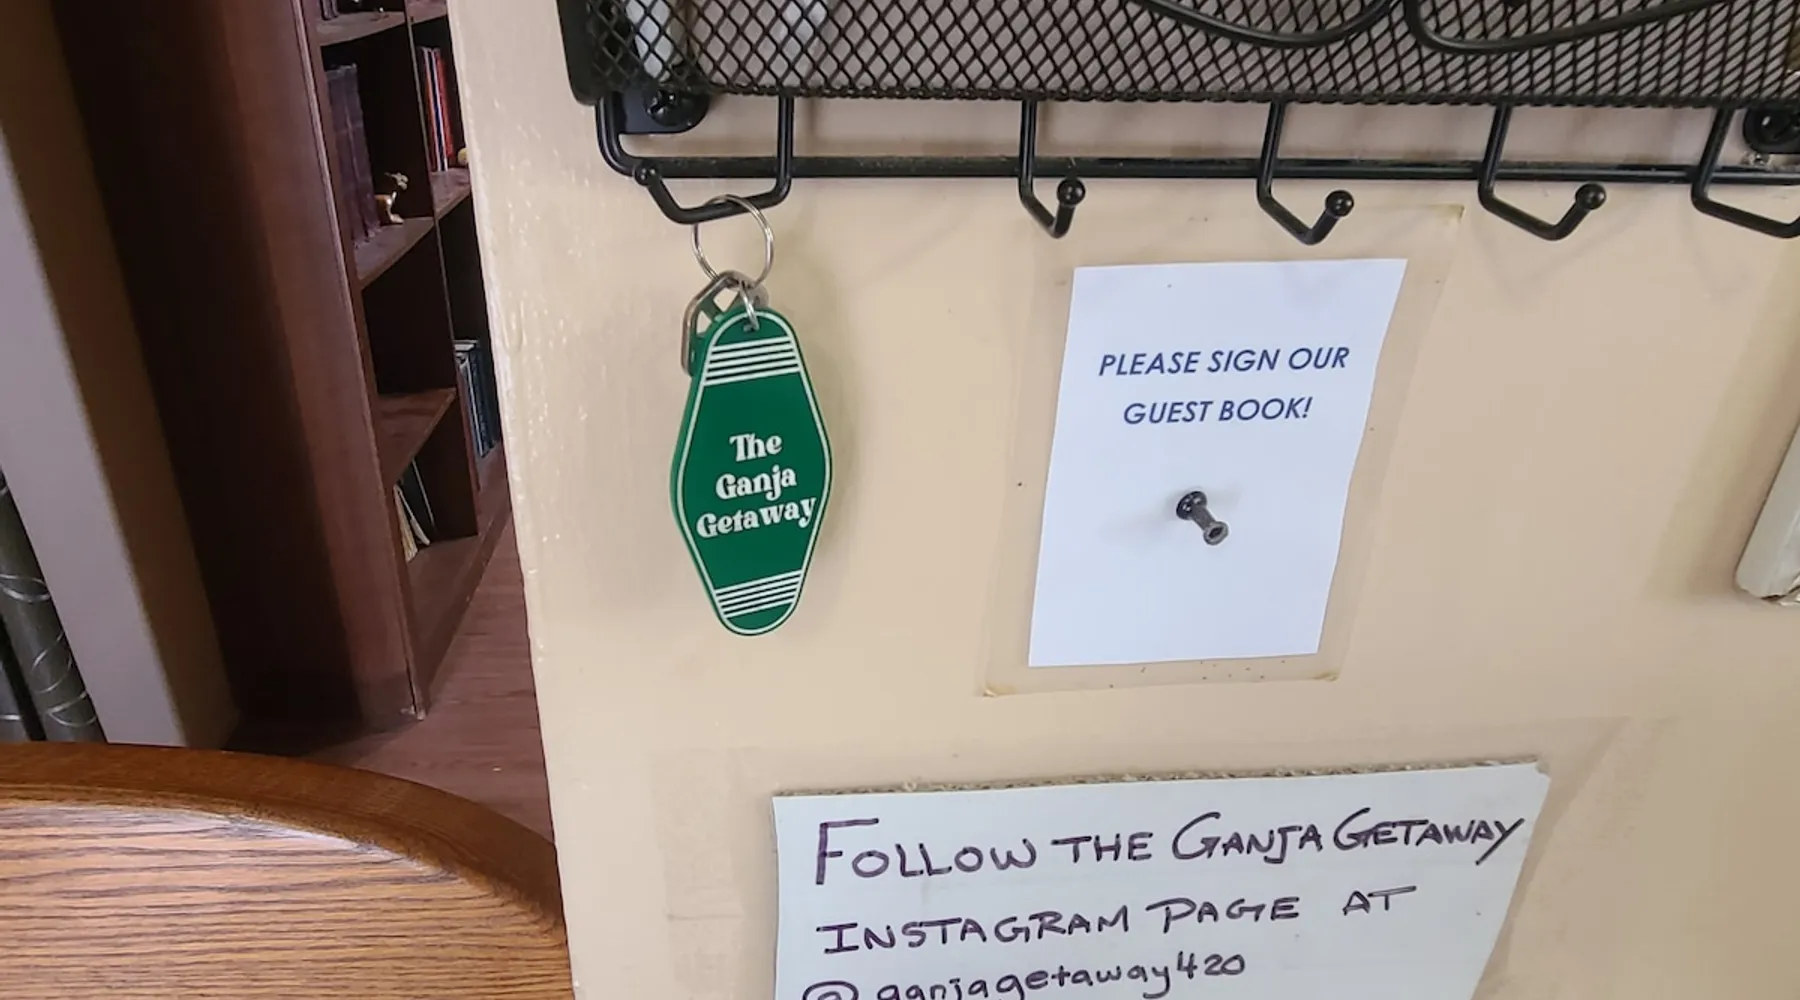 The
Ganja
Getaway
PLEASE SIGN OUR
GUEST BOOK!
FOLLOW THE GANJA GETAWAY
INSTAGRAM PAGE AT
@ganjagetaway420